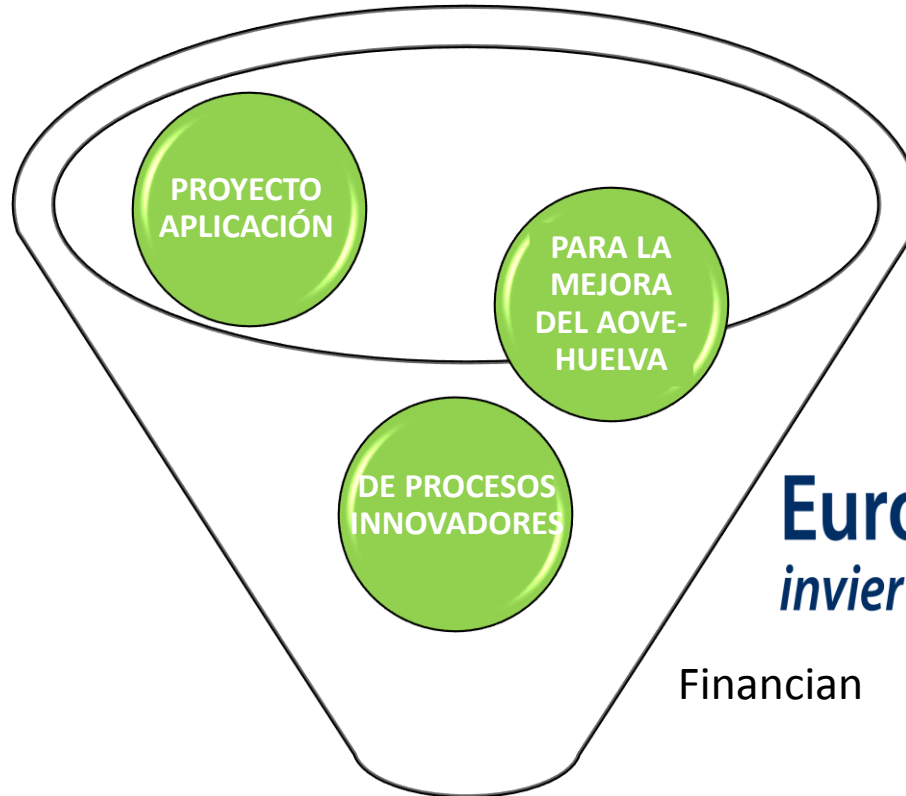 PROYECTO
APLICACIÓN
PARA LA
MEJORA
DEL AOVE-
HUELVA
DE PROCESOS
INNOVADORES
Euro
invier
Financian